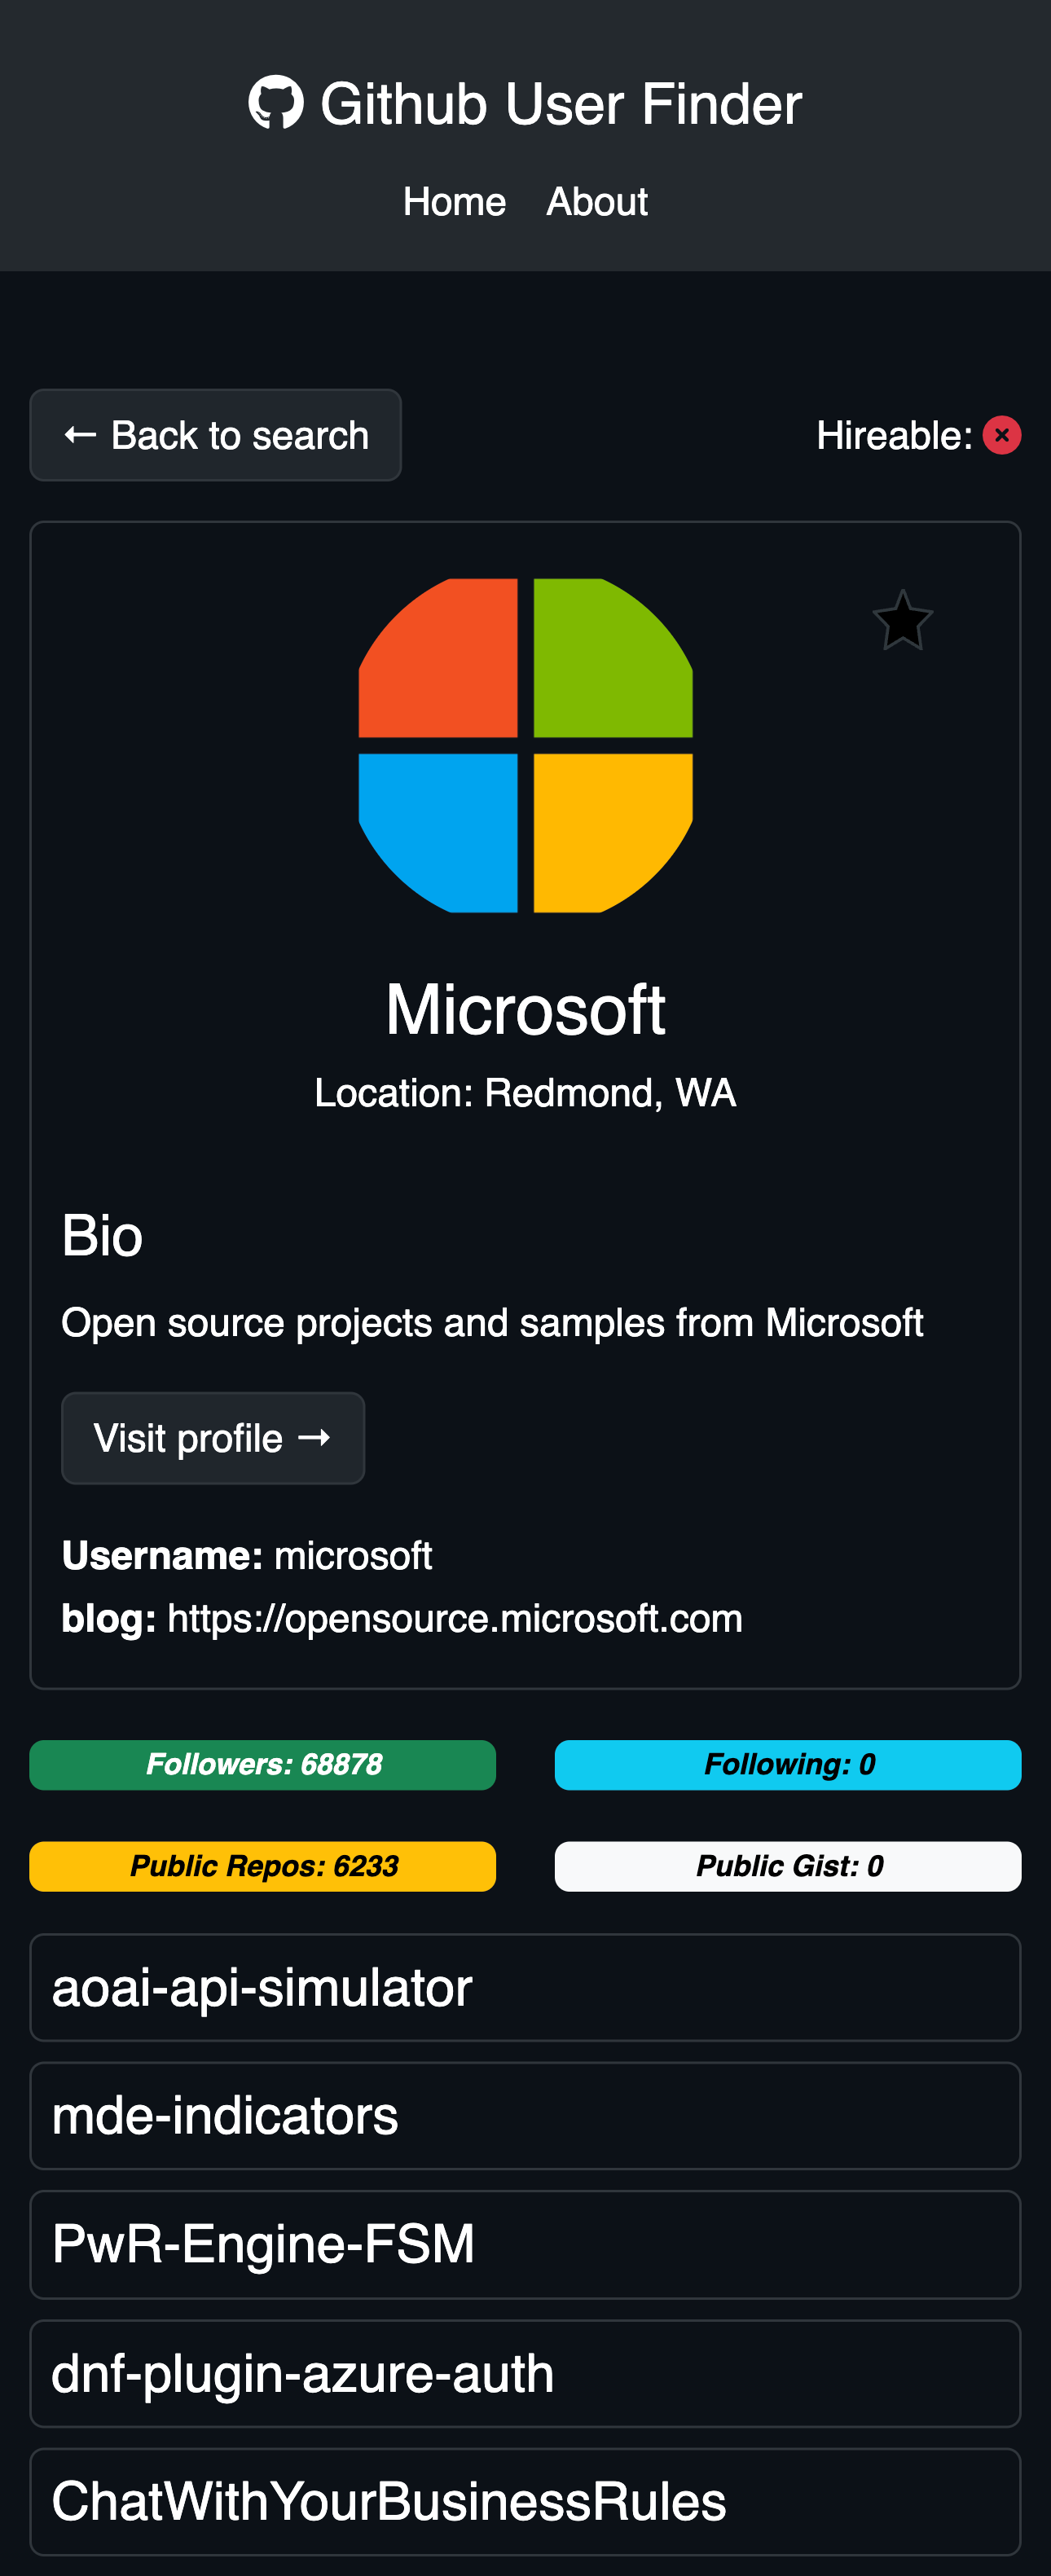 Github User Finder
Home About
← Back to search
Hireable:
Microsoft
Location: Redmond, WA
Bio
Open source projects and samples from Microsoft
Visit profile →
Username: microsoft
blog: https://opensource.microsoft.com
Followers: 68878
Following: 0
Public Repos: 6233
Public Gist: 0
aoai-api-simulator
mde-indicators
PwR-Engine-FSM
dnf-plugin-azure-auth
ChatWithYourBusinessRules